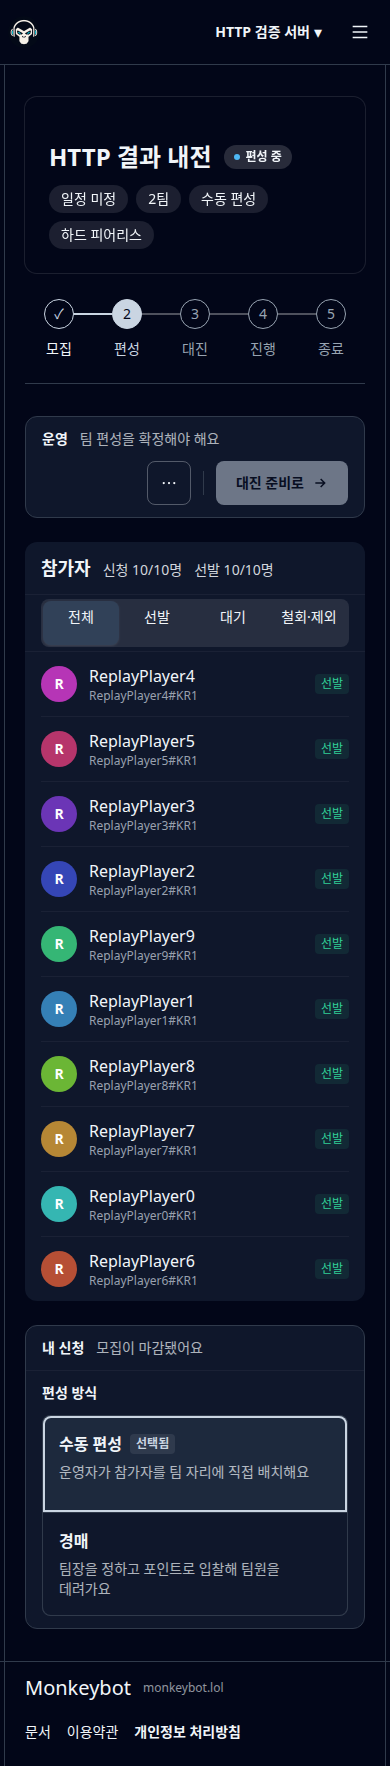 HTTP 검증 서버 ▾
HTTP 결과 내전
편성 중
일정 미정
2팀
수동 편성
하드 피어리스
✓ 2 3 4 5
모집 편성 대진 진행 종료
운영 팀 편성을 확정해야 해요
⋯ 대진 준비로 →
참가자 신청 10/10명 선발 10/10명
전체 선발 대기 철회·제외
R ReplayPlayer4 선발
ReplayPlayer4#KR1
R ReplayPlayer5 선발
ReplayPlayer5#KR1
R ReplayPlayer3 선발
ReplayPlayer3#KR1
R ReplayPlayer2 선발
ReplayPlayer2#KR1
R ReplayPlayer9 선발
ReplayPlayer9#KR1
R ReplayPlayer1 선발
ReplayPlayer1#KR1
R ReplayPlayer8 선발
ReplayPlayer8#KR1
R ReplayPlayer7 선발
ReplayPlayer7#KR1
R ReplayPlayer0 선발
ReplayPlayer0#KR1
R ReplayPlayer6 선발
ReplayPlayer6#KR1
내 신청 모집이 마감됐어요
편성 방식
수동 편성 선택됨
운영자가 참가자를 팀 자리에 직접 배치해요
경매
팀장을 정하고 포인트로 입찰해 팀원을
데려가요
Monkeybot monkeybot.lol
문서 이용약관 개인정보 처리방침